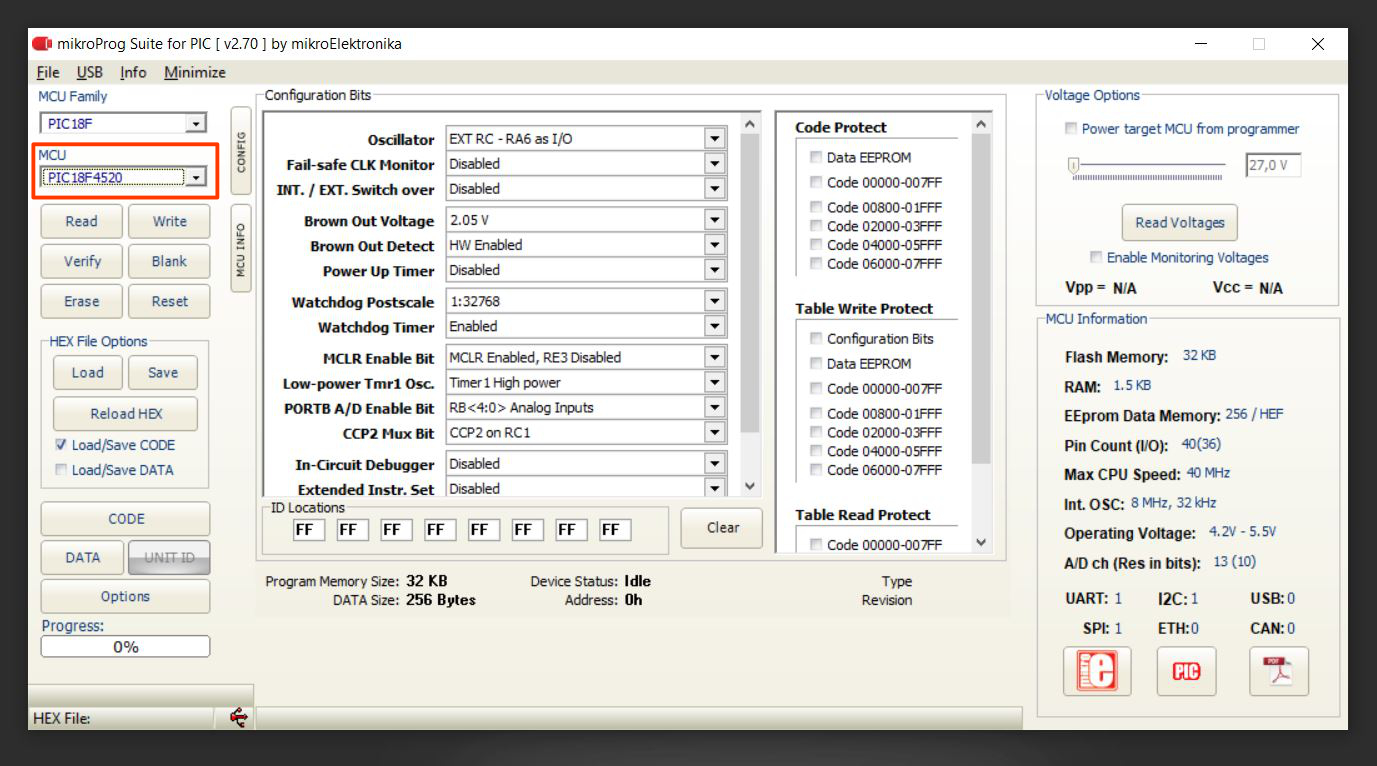 mikroProg Suite for PIC [ v2.70 ] by mikroElektronika
File USB Info Minimize
MCU Family
PIC18F
MCU
PIC18F4520
Read Write
Verify Blank
Erase Reset
HEX File Options
Load Save
Reload HEX
Load/Save CODE
Load/Save DATA
CODE
DATA UNIT ID
Options
Progress:
0%
HEX File:
CONFIG
MCU INFO
Configuration Bits
Oscillator EXT RC - RA6 as I/O
Fail-safe CLK Monitor Disabled
INT. / EXT. Switch over Disabled
Brown Out Voltage 2.05 V
Brown Out Detect HW Enabled
Power Up Timer Disabled
Watchdog Postscale 1:32768
Watchdog Timer Enabled
MCLR Enable Bit MCLR Enabled, RE3 Disabled
Low-power Tmr1 Osc. Timer1 High power
PORTB A/D Enable Bit RB<4:0> Analog Inputs
CCP2 Mux Bit CCP2 on RC1
In-Circuit Debugger Disabled
Extended Instr. Set Disabled
ID Locations
FF FF FF FF FF FF FF FF
Clear
Code Protect
Data EEPROM
Code 00000-007FF
Code 00800-01FFF
Code 02000-03FFF
Code 04000-05FFF
Code 06000-07FFF
Table Write Protect
Configuration Bits
Data EEPROM
Code 00000-007FF
Code 00800-01FFF
Code 02000-03FFF
Code 04000-05FFF
Code 06000-07FFF
Table Read Protect
Code 00000-007FF
Program Memory Size: 32 KB Device Status: Idle Type
DATA Size: 256 Bytes Address: 0h Revision
Voltage Options
Power target MCU from programmer
27,0 V
Read Voltages
Enable Monitoring Voltages
Vpp = N/A Vcc = N/A
MCU Information
Flash Memory: 32 KB
RAM: 1.5 KB
EEprom Data Memory: 256 / HEF
Pin Count (I/O): 40(36)
Max CPU Speed: 40 MHz
Int. OSC: 8 MHz, 32 kHz
Operating Voltage: 4.2V - 5.5V
A/D ch (Res in bits): 13 (10)
UART: 1 I2C: 1 USB: 0
SPI: 1 ETH:0 CAN: 0
e PIC PDF